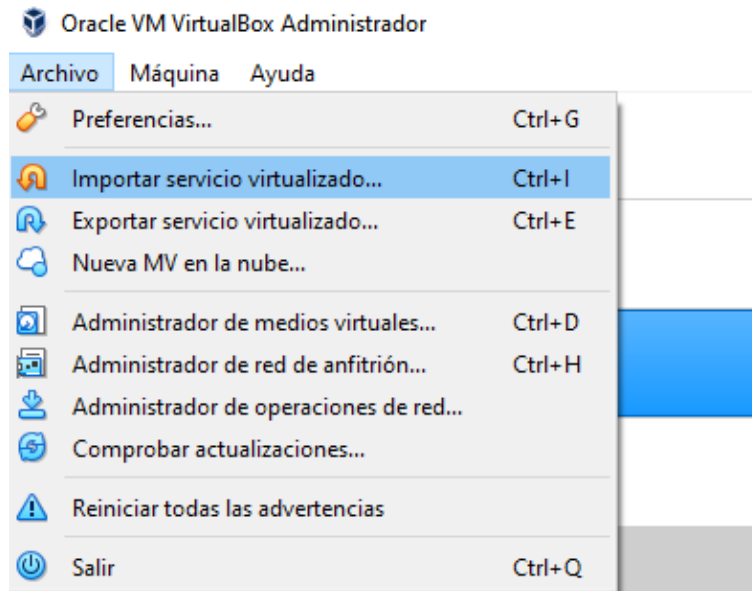 Oracle VM VirtualBox Administrador
Archivo Máquina Ayuda
Preferencias... Ctrl+G
Importar servicio virtualizado... Ctrl+I
Exportar servicio virtualizado... Ctrl+E
Nueva MV en la nube...
Administrador de medios virtuales... Ctrl+D
Administrador de red de anfitrión... Ctrl+H
Administrador de operaciones de red...
Comprobar actualizaciones...
Reiniciar todas las advertencias
Salir Ctrl+Q